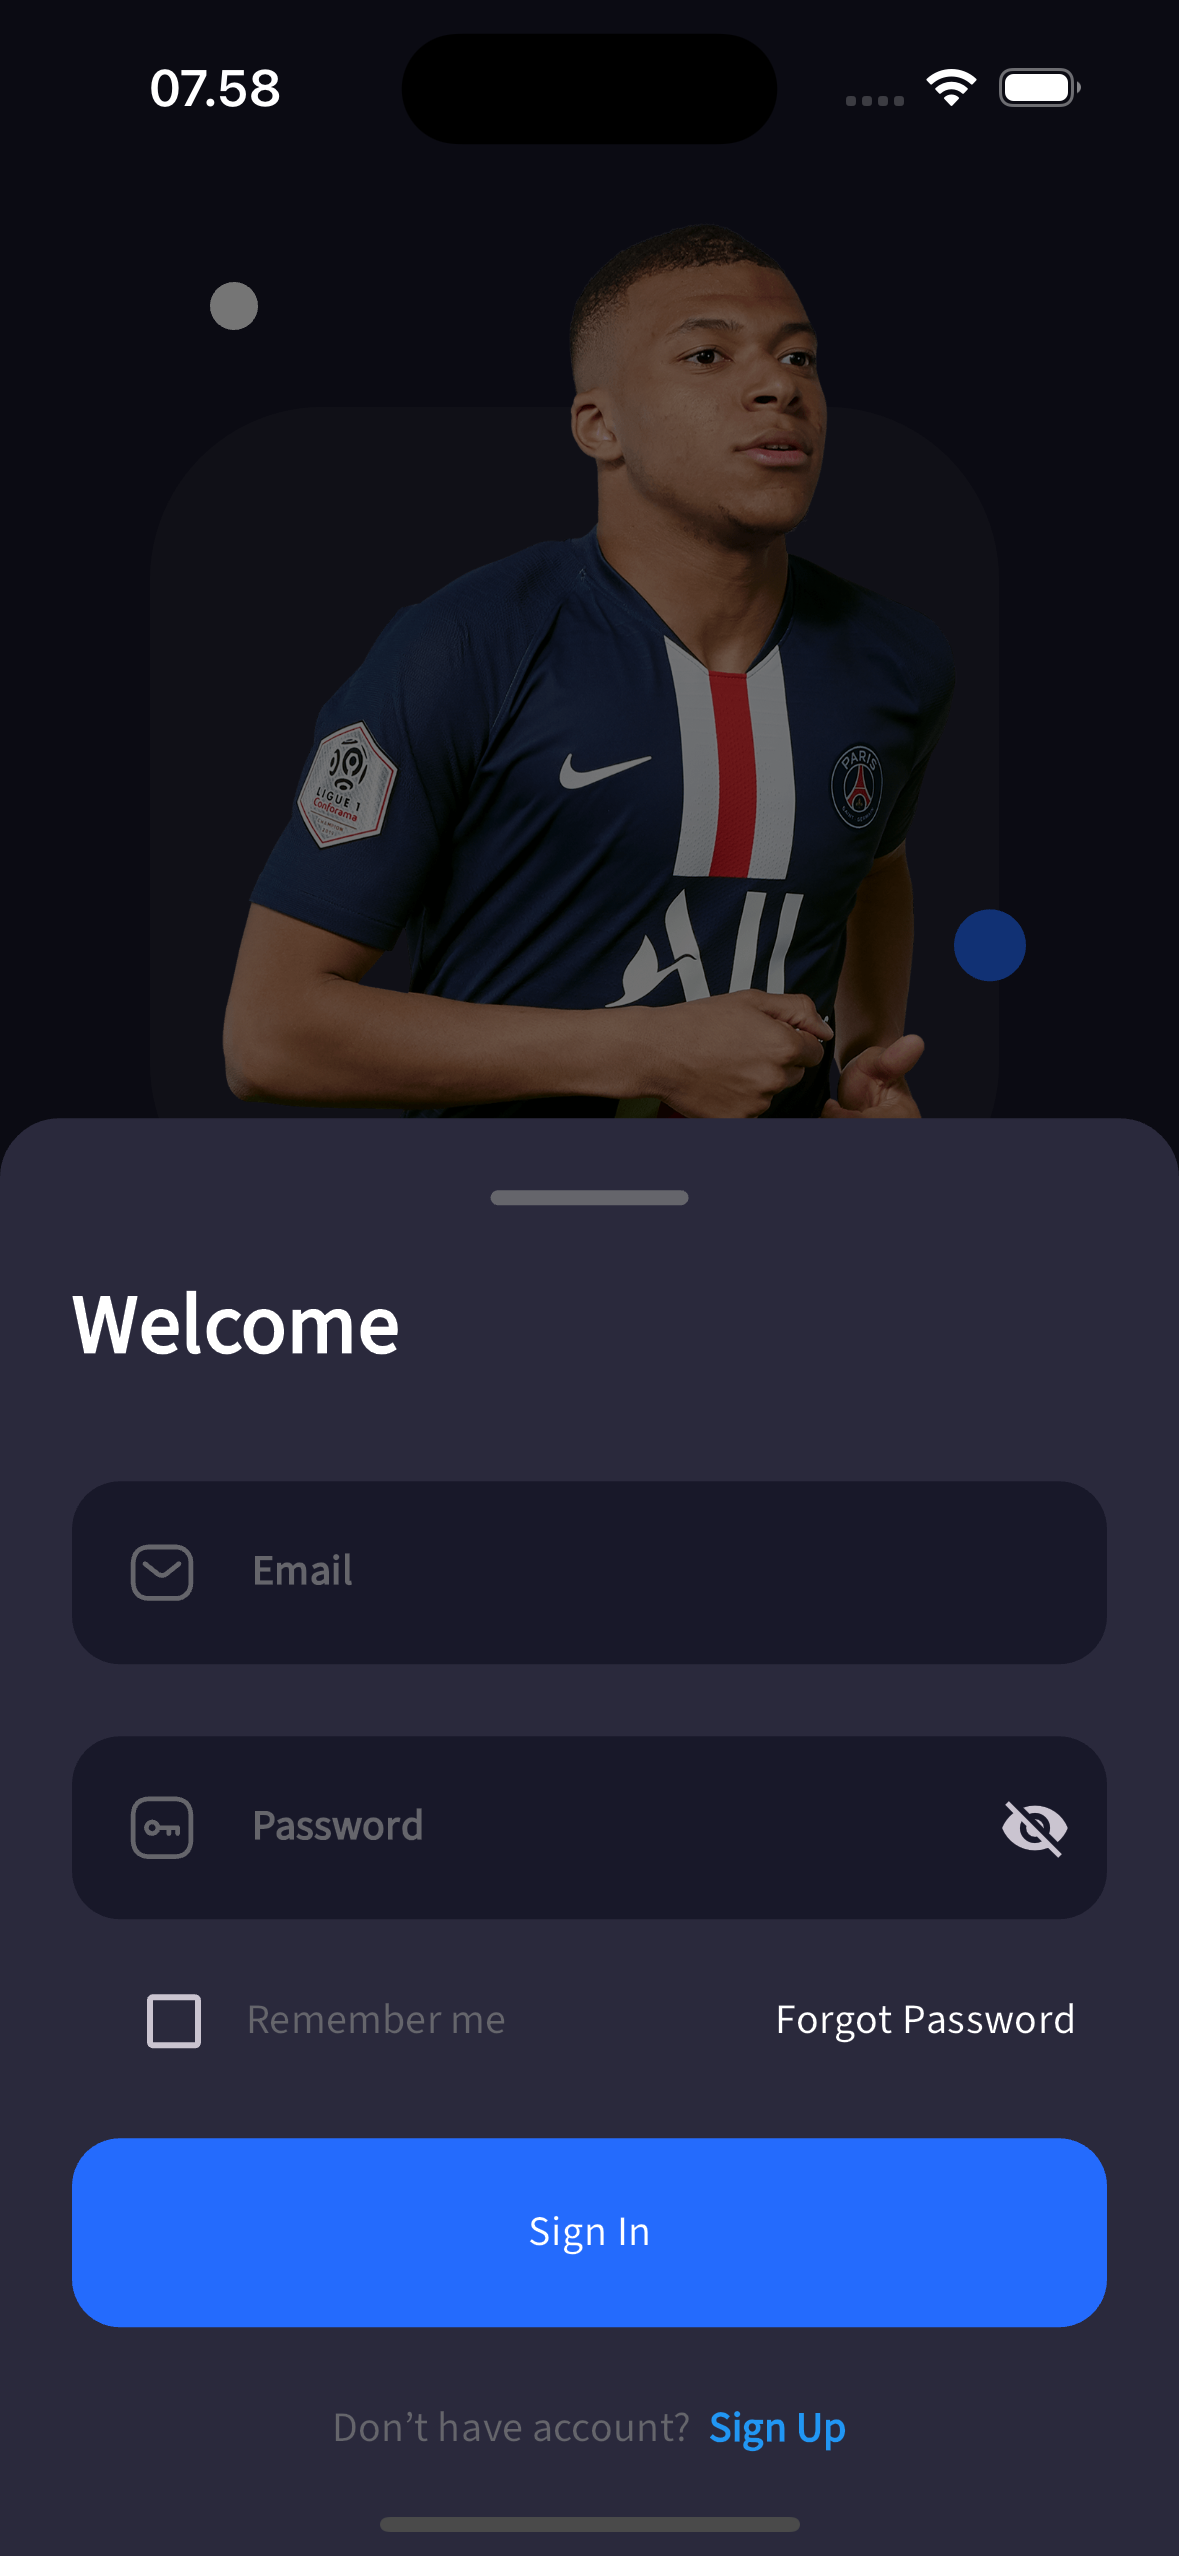 07.58
LIGUE 1
Conforama
PARIS
Welcome
Email
Password
Remember me
Forgot Password
Sign In
Don’t have account? Sign Up